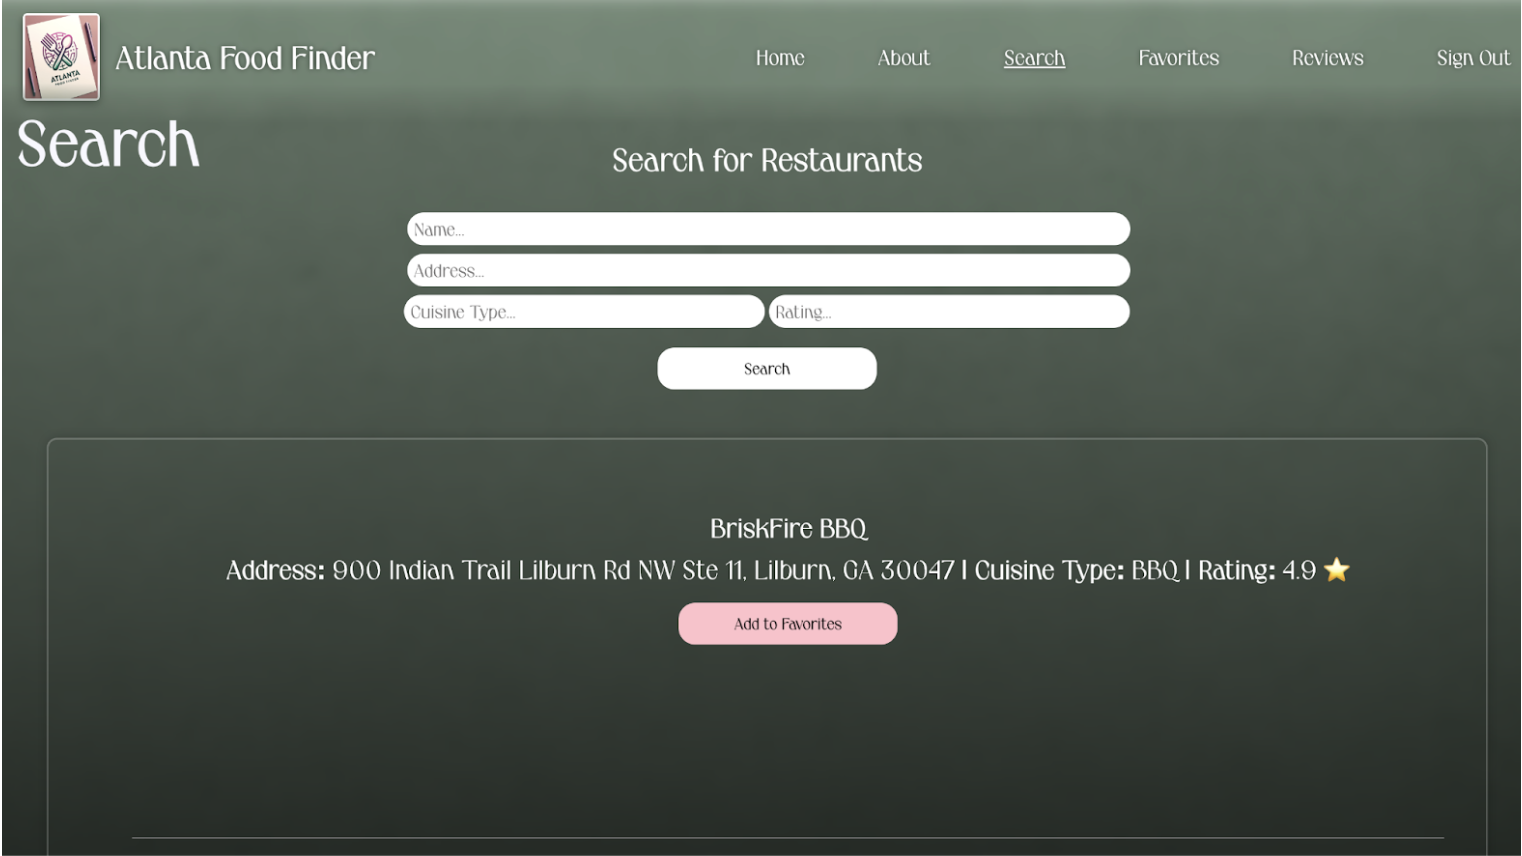 ATLANTA
FOOD FINDER
Atlanta Food Finder
Home
About
Search
Favorites
Reviews
Sign Out
Search
Search for Restaurants
Name...
Address...
Cuisine Type...
Rating...
Search
BriskFire BBQ
Address: 900 Indian Trail Lilburn Rd NW Ste 11, Lilburn, GA 30047 | Cuisine Type: BBQ | Rating: 4.9 ⭐
Add to Favorites